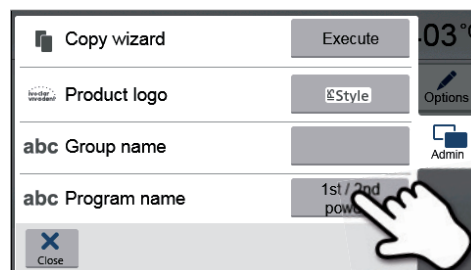 Copy wizard
Execute
03°
Options
ivoclar
vivadent
Product logo
IPS Style
abc Group name
Admin
abc Program name
1st / 2nd
pow
Close